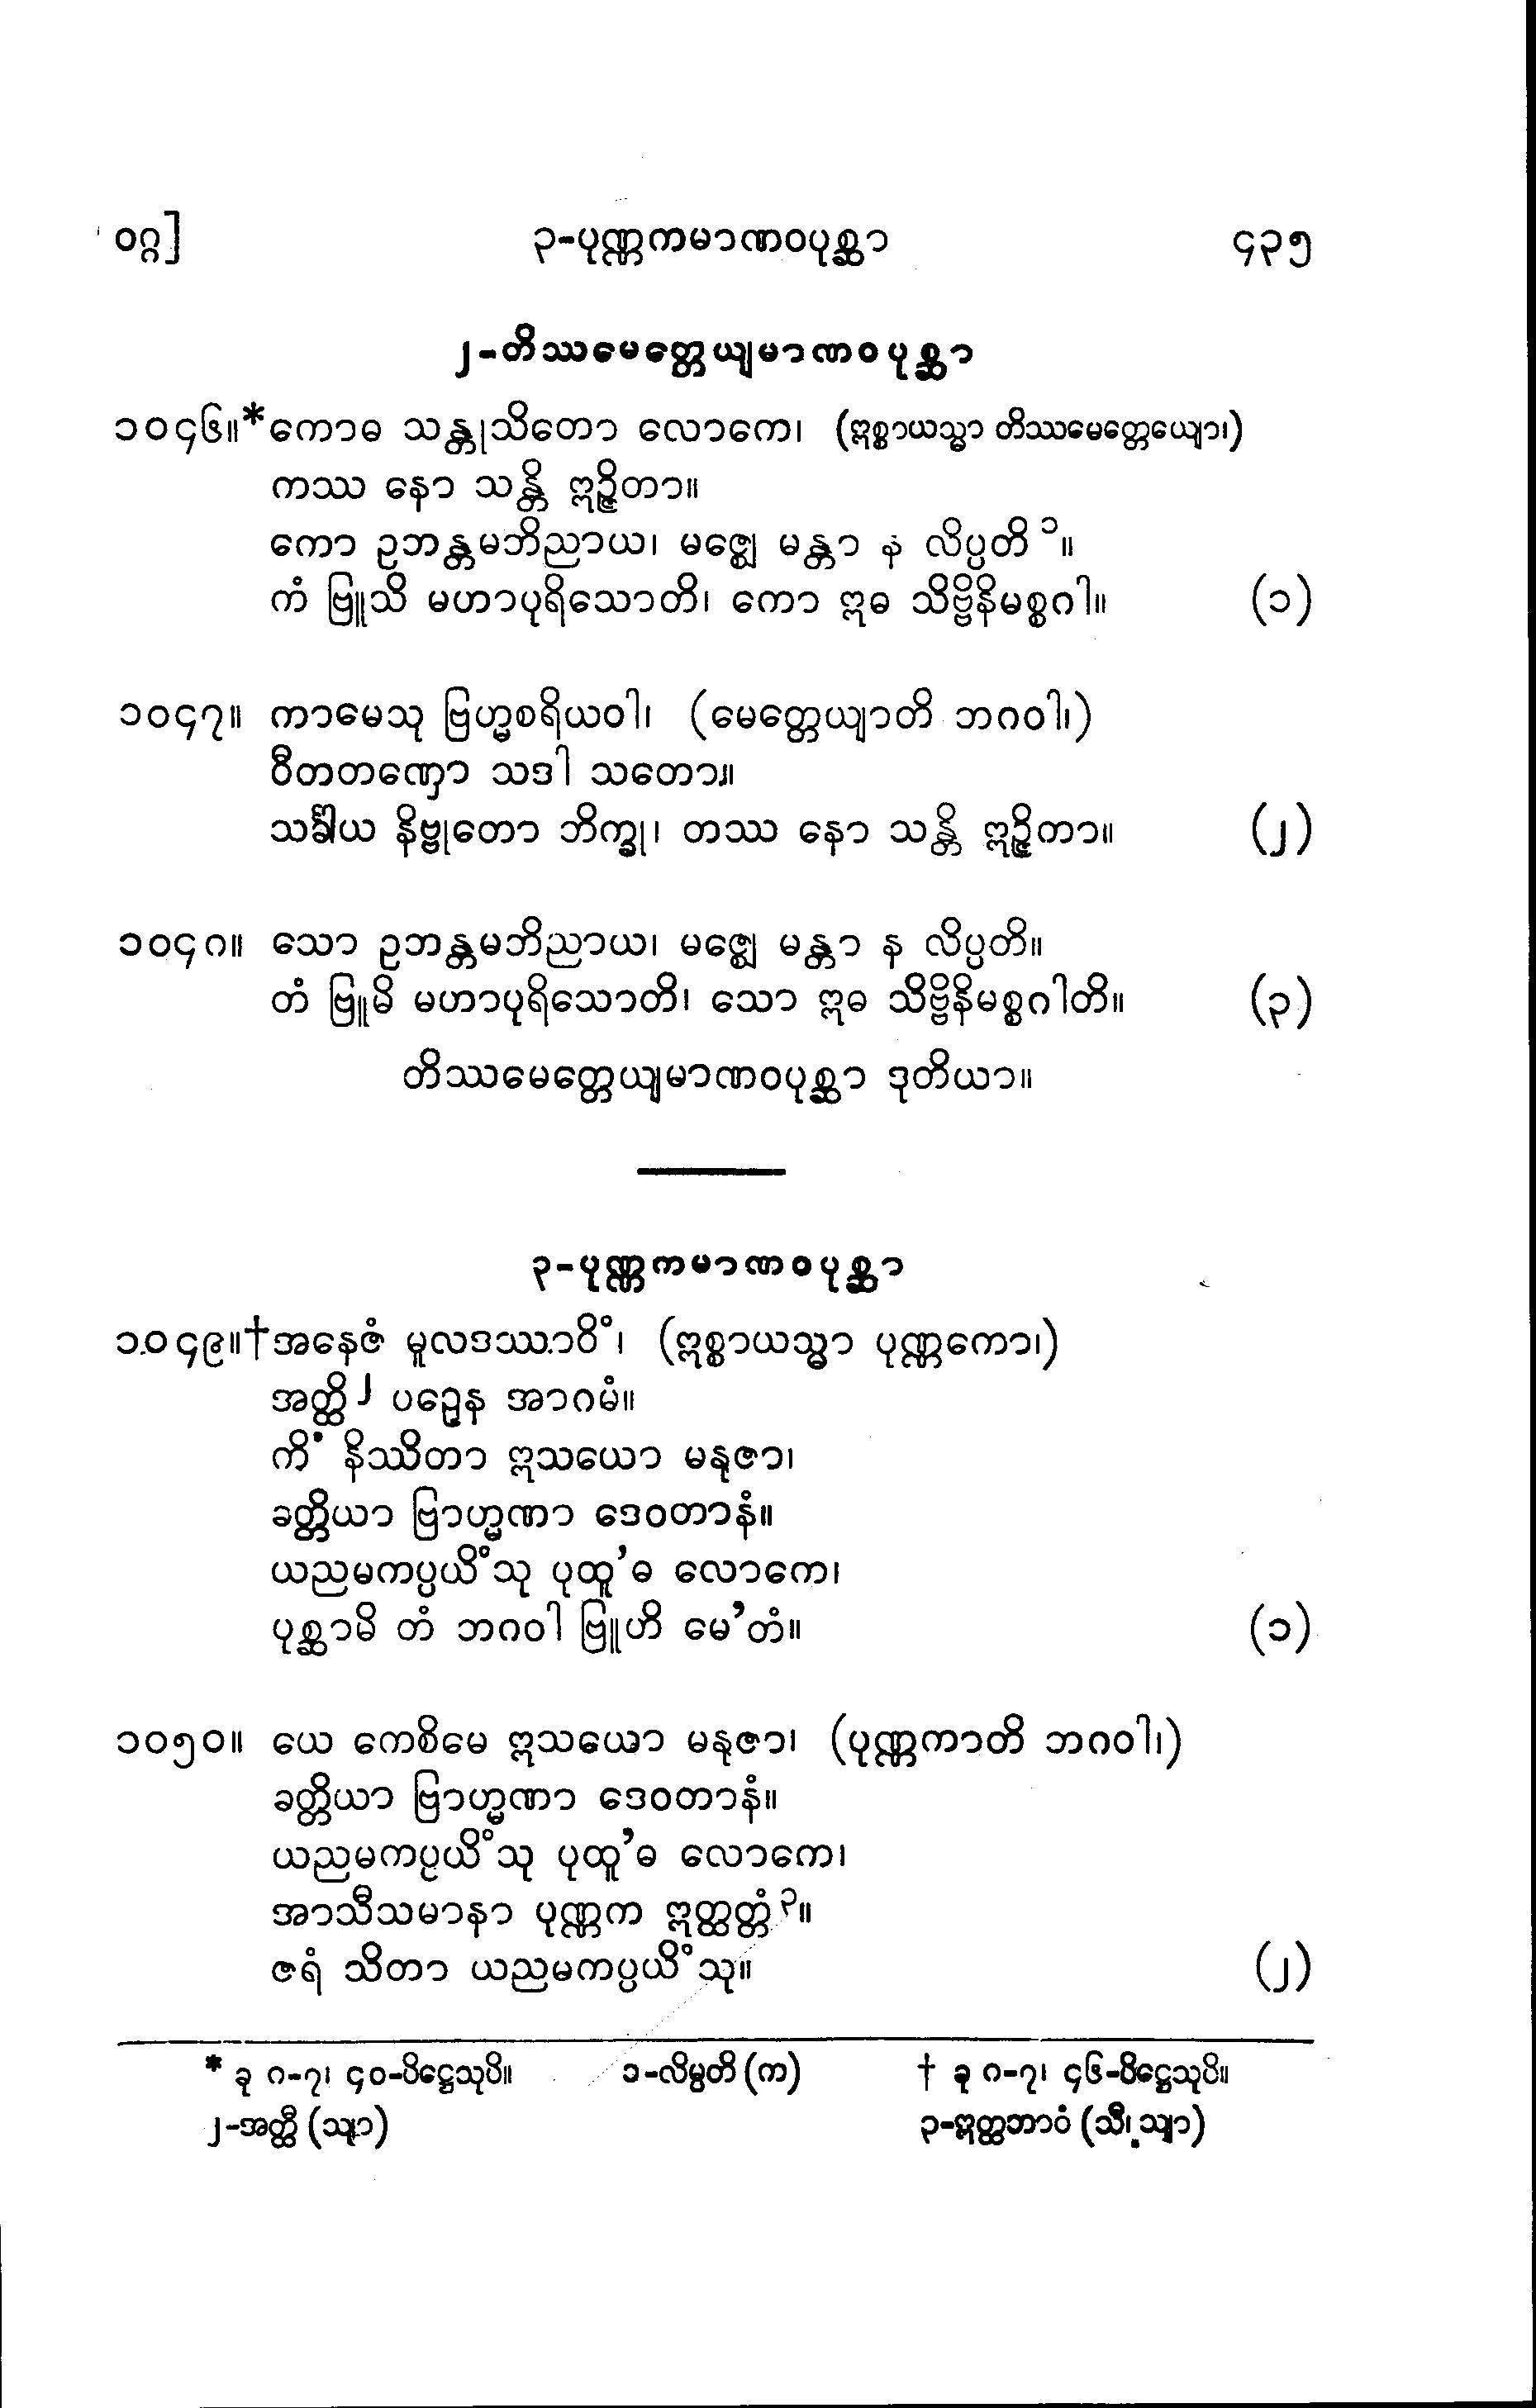 ဝဂ္ဂ] ၃-ပုဏ္ဏကမာဏဝပုစ္ဆာ ၄၃၅
၂-တိဿမေတ္တေယျမာဏဝပုစ္ဆာ
၁၀၄၆။*ကောဓ သန္တုသိတော လောကေ၊ (ဣစ္စာယသ္မာ တိဿမေတ္တေယျော၊)
ကဿ နော သန္တိ ဣဉ္ဇိတာ။
ကော ဥဘန္တမဘိညာယ၊ မဇ္ဈေ မန္တာ န လိပ္ပတိ ၁။
ကံ ဗြူသိ မဟာပုရိသောတိ၊ ကော ဣဓ သိဗ္ဗိနိမစ္စဂါ။ (၁)
၁၀၄၇။ ကာမေသု ဗြဟ္မစရိယဝါ၊ (မေတ္တေယျာတိ ဘဂဝါ၊)
ဝီတတဏှော သဒါ သတော။
သင်္ခါယ နိဗ္ဗုတော ဘိက္ခု၊ တဿ နော သန္တိ ဣဉ္ဇိတာ။ (၂)
၁၀၄၈။ သော ဥဘန္တမဘိညာယ၊ မဇ္ဈေ မန္တာ န လိပ္ပတိ။
တံ ဗြူမိ မဟာပုရိသောတိ၊ သော ဣဓ သိဗ္ဗိနိမစ္စဂါတိ။ (၃)
တိဿမေတ္တေယျမာဏဝပုစ္ဆာ ဒုတိယာ။
၃-ပုဏ္ဏကမာဏဝပုစ္ဆာ
၁၀၄၉။†အနေဇံ မူလဒဿာဝိံ၊ (ဣစ္စာယသ္မာ ပုဏ္ဏကော၊)
အတ္ထိ ၂ ပဉှေန အာဂမံ။
ကိံ နိဿိတာ ဣသယော မနုဇာ၊
ခတ္တိယာ ဗြာဟ္မဏာ ဒေဝတာနံ။
ယညမကပ္ပယိံသု ပုထူ’ဓ လောကေ၊
ပုစ္ဆာမိ တံ ဘဂဝါ ဗြူဟိ မေ’တံ။ (၁)
၁၀၅၀။ ယေ ကေစိမေ ဣသယော မနုဇာ၊ (ပုဏ္ဏကာတိ ဘဂဝါ၊)
ခတ္တိယာ ဗြာဟ္မဏာ ဒေဝတာနံ။
ယညမကပ္ပယိံသု ပုထူ’ဓ လောကေ၊
အာသီသမာနာ ပုဏ္ဏက ဣတ္ထတ္တံ ၃။
ဇရံ သိတာ ယညမကပ္ပယိံသု။ (၂)
* ခု ၈-၇၊ ၄၀-ပိဋ္ဌေသုပိ။ ၁-လိမ္ပတိ (က) † ခု ၈-၇၊ ၄၆-ပိဋ္ဌေသုပိ။
၂-အတ္ထီ (သျာ) ၃-ဣတ္ထဘာဝံ (သီ၊ သျာ)